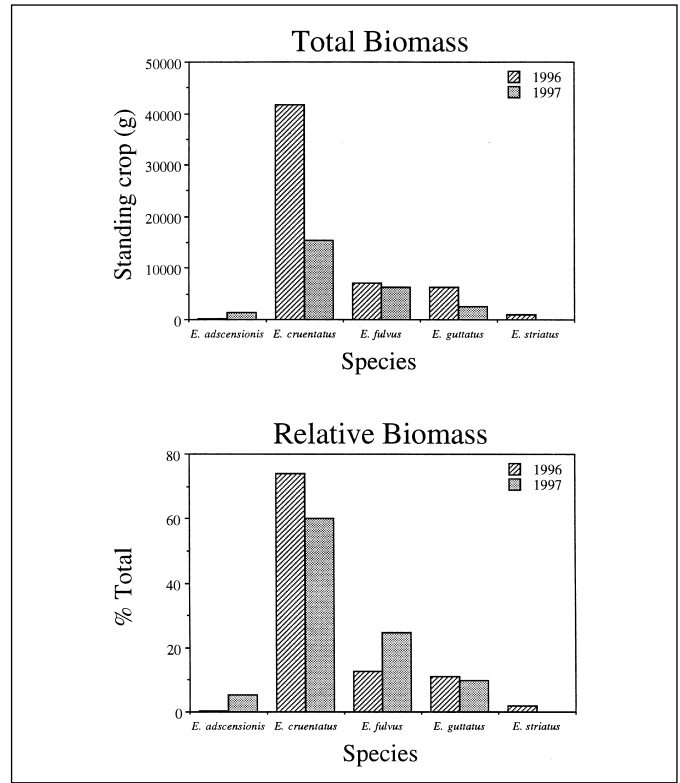 Total Biomass
50000
40000
30000
20000
10000
0
Standing crop (g)
1996
1997
E. adscensionis E. cruentatus E. fulvus E. guttatus E. striatus
Species
Relative Biomass
80
60
40
20
0
% Total
1996
1997
E. adscensionis E. cruentatus E. fulvus E. guttatus E. striatus
Species